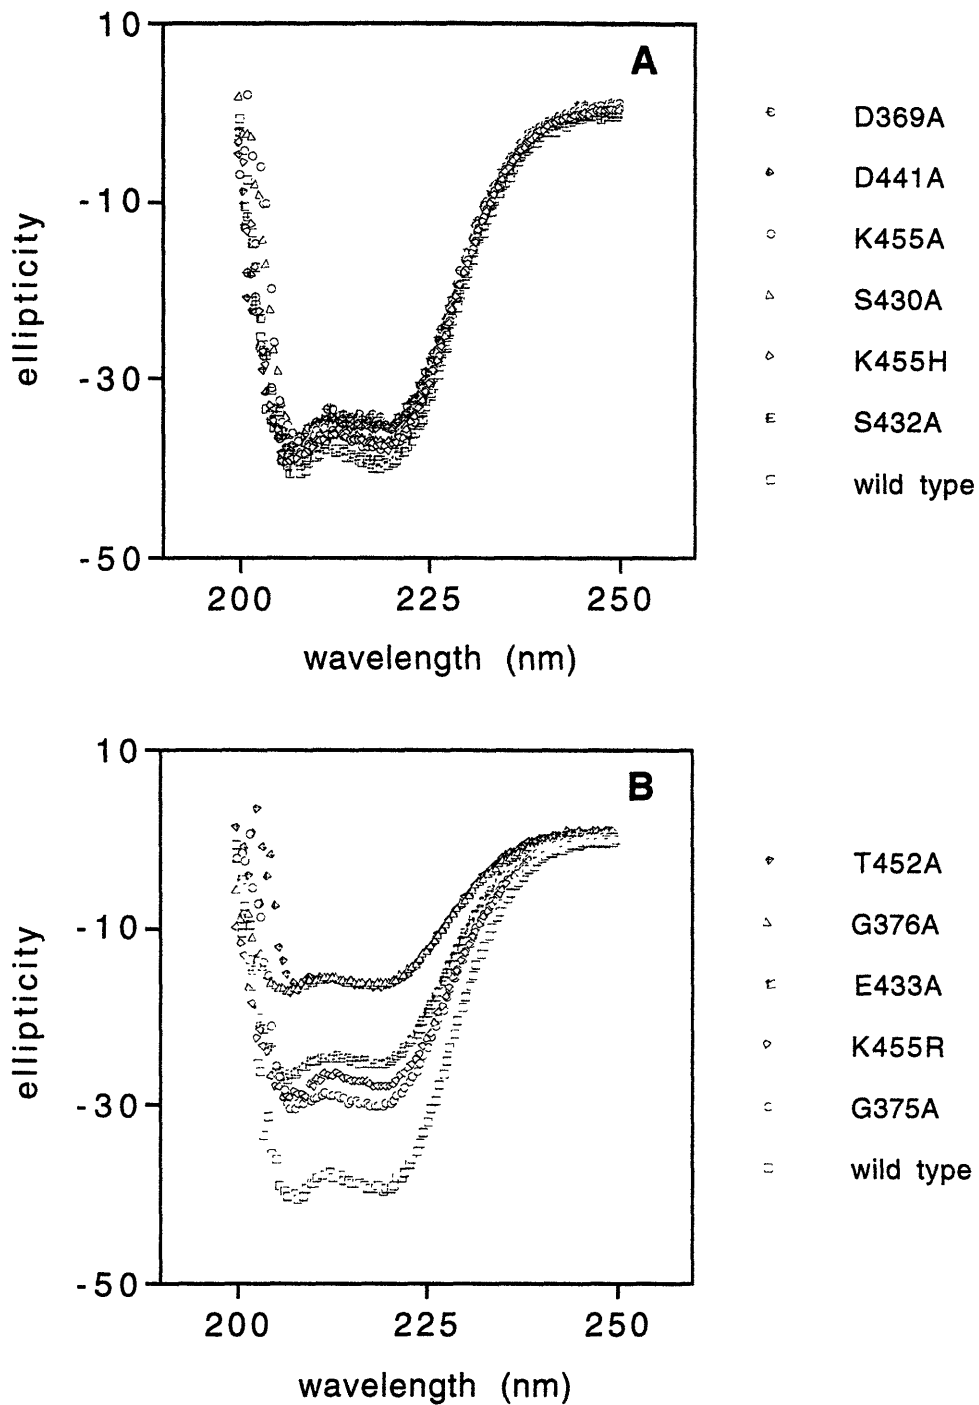 10
A
-10
-30
-50
ellipticity
200 225 250
wavelength (nm)
D369A
D441A
K455A
S430A
K455H
S432A
wild type
10
B
-10
-30
-50
ellipticity
200 225 250
wavelength (nm)
T452A
G376A
E433A
K455R
G375A
wild type